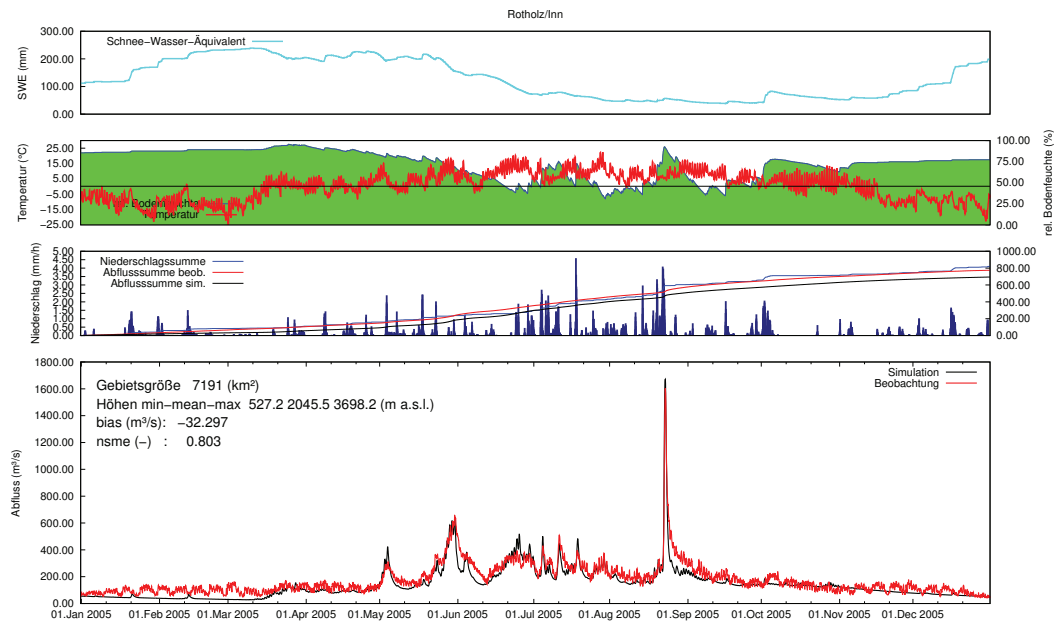 Rotholz/Inn
SWE (mm)
300.00
200.00
100.00
0.00
Schnee−Wasser−Äquivalent
Temperatur (°C)
25.00
15.00
5.00
−5.00
−15.00
−25.00
Temperatur
100.00
75.00
50.00
25.00
0.00
rel. Bodenfeuchte (%)
Niederschlag (mm/h)
5.00
4.50
4.00
3.50
3.00
2.50
2.00
1.50
1.00
0.50
0.00
Niederschlagssumme
Abflusssumme beob.
Abflusssumme sim.
1000.00
800.00
600.00
400.00
200.00
0.00
Abfluss (m³/s)
1800.00
1600.00
1400.00
1200.00
1000.00
800.00
600.00
400.00
200.00
0.00
Gebietsgröße 7191 (km²)
Höhen min−mean−max 527.2 2045.5 3698.2 (m a.s.l.)
bias (m³/s): −32.297
nsme (−) : 0.803
Simulation
Beobachtung
01.Jan 2005 01.Feb 2005 01.Mar 2005 01.Apr 2005 01.May 2005 01.Jun 2005 01.Jul 2005 01.Aug 2005 01.Sep 2005 01.Oct 2005 01.Nov 2005 01.Dec 2005